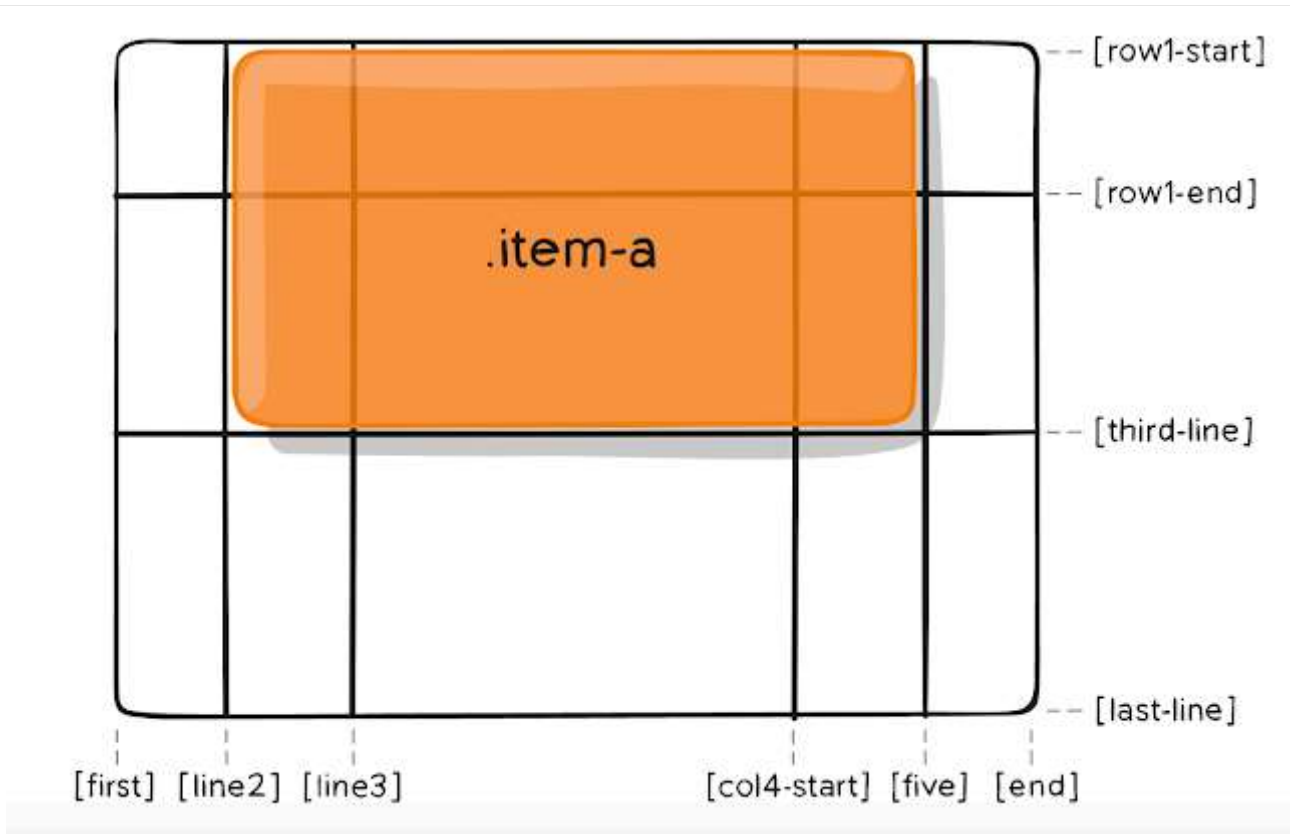 [row1-start]
[row1-end]
.item-a
[third-line]
[last-line]
[first] [line2] [line3] [col4-start] [five] [end]